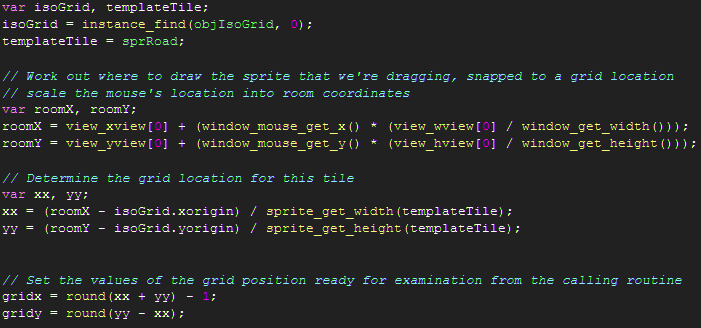 var isoGrid, templateTile;
isoGrid = instance_find(objIsoGrid, 0);
templateTile = sprRoad;
// Work out where to draw the sprite that we're dragging, snapped to a grid location
// scale the mouse's location into room coordinates
var roomX, roomY;
roomX = view_xview[0] + (window_mouse_get_x() * (view_wview[0] / window_get_width()));
roomY = view_yview[0] + (window_mouse_get_y() * (view_hview[0] / window_get_height()));
// Determine the grid location for this tile
var xx, yy;
xx = (roomX - isoGrid.xorigin) / sprite_get_width(templateTile);
yy = (roomY - isoGrid.yorigin) / sprite_get_height(templateTile);
// Set the values of the grid position ready for examination from the calling routine
gridx = round(xx + yy) - 1;
gridy = round(yy - xx);